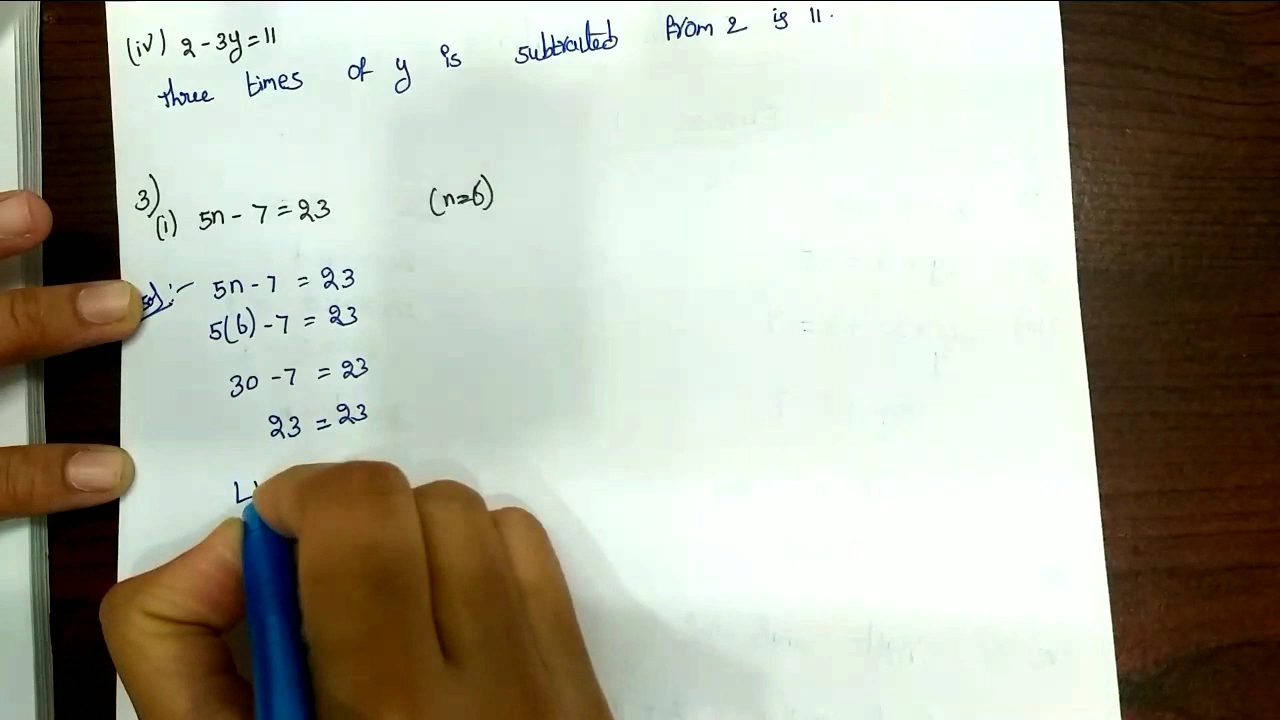 (iv) 2 - 3y = 11
three times of y is subtracted from 2 is 11.
3)
(i) 5n - 7 = 23 (n=6)
Sol:- 5n - 7 = 23
5(6) - 7 = 23
30 - 7 = 23
23 = 23